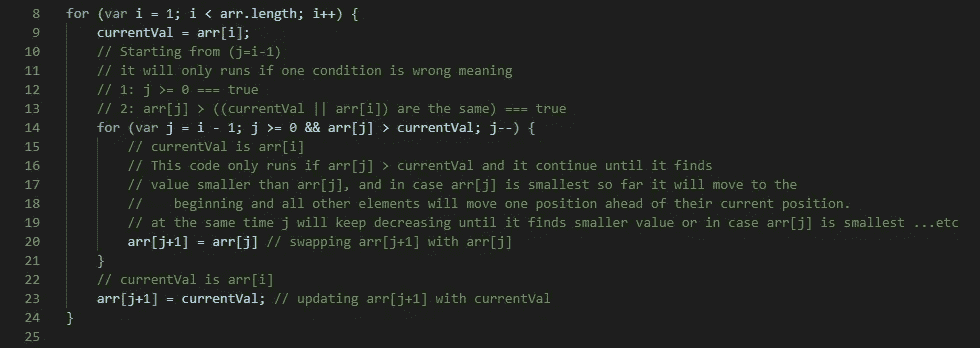 8 for (var i = 1; i < arr.length; i++) {
9 currentVal = arr[i];
10 // Starting from (j=i-1)
11 // it will only runs if one condition is wrong meaning
12 // 1: j >= 0 === true
13 // 2: arr[j] > ((currentVal || arr[i]) are the same) === true
14 for (var j = i - 1; j >= 0 && arr[j] > currentVal; j--) {
15 // currentVal is arr[i]
16 // This code only runs if arr[j] > currentVal and it continue until it finds
17 // value smaller than arr[j], and in case arr[j] is smallest so far it will move to the
18 //    beginning and all other elements will move one position ahead of their current position.
19 // at the same time j will keep decreasing until it finds smaller value or in case arr[j] is smallest ...etc
20 arr[j+1] = arr[j] // swapping arr[j+1] with arr[j]
21 }
22 // currentVal is arr[i]
23 arr[j+1] = currentVal; // updating arr[j+1] with currentVal
24 }
25